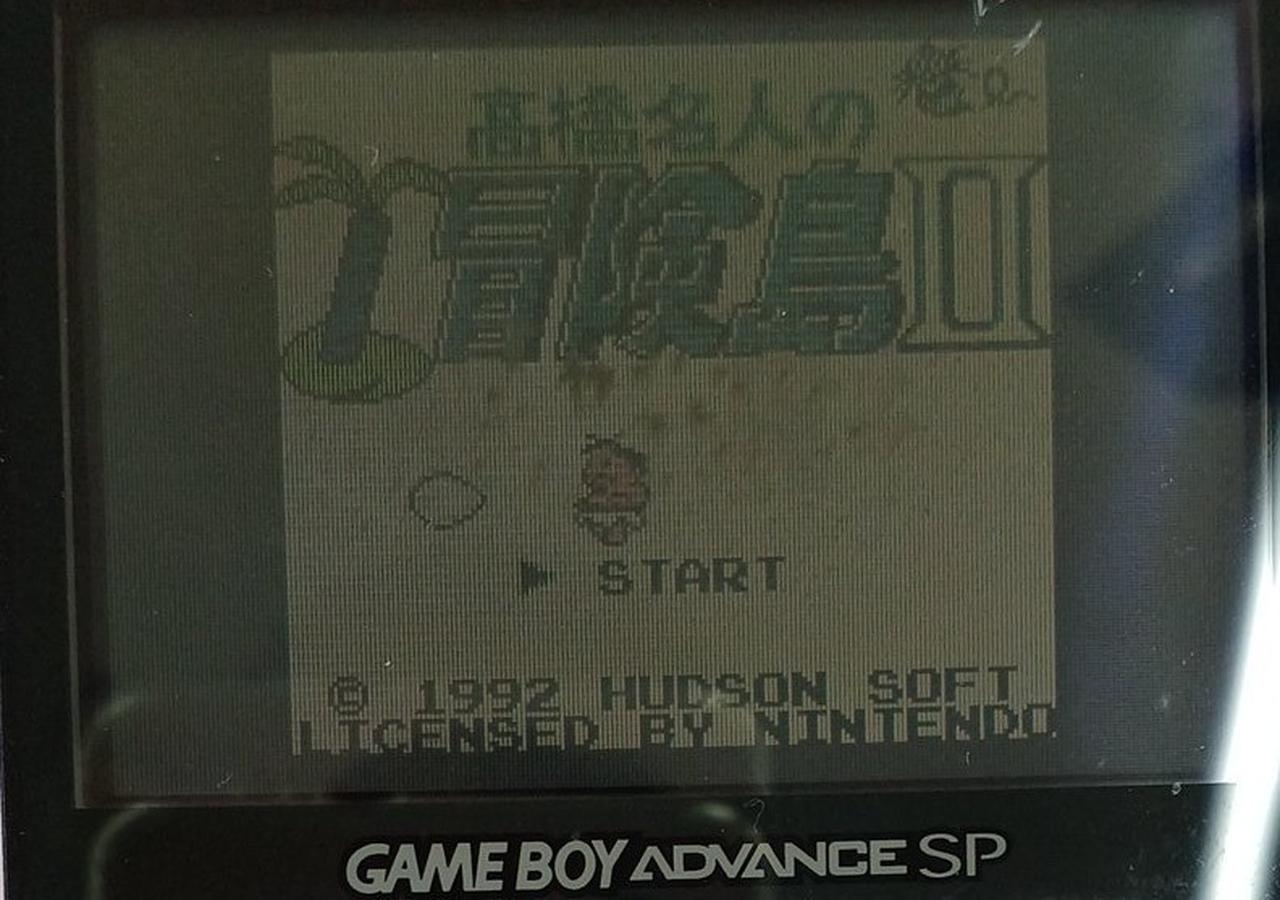 高橋名人の
冒険島II
▶ START
© 1992 HUDSON SOFT
LICENSED BY NINTENDO
GAME BOY ADVANCE SP